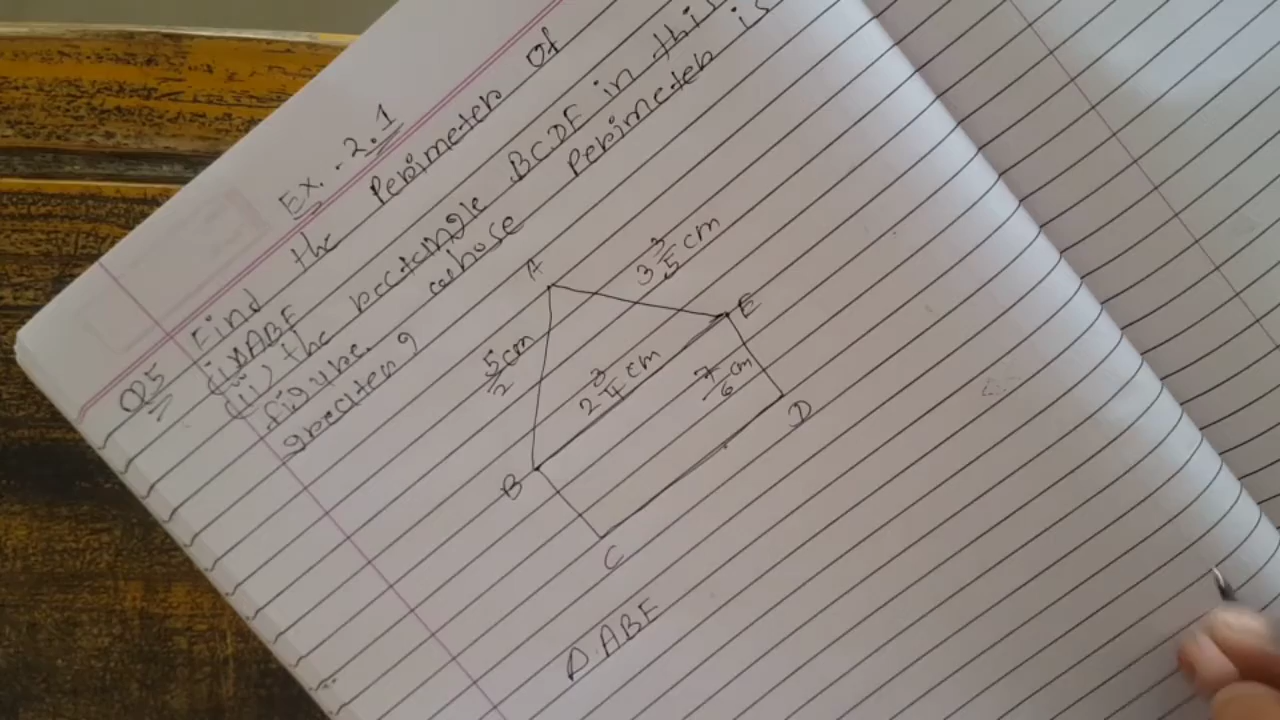 Ex. 2.1
Q5 Find the Perimeter of
(i) ΔABE
(ii) the rectangle BCDE in this
figure. whose Perimeter is
greater?
A
3 3/5 cm
E
5/2 cm
2 3/4 cm
7/6 cm
D
B
C
Δ ABE